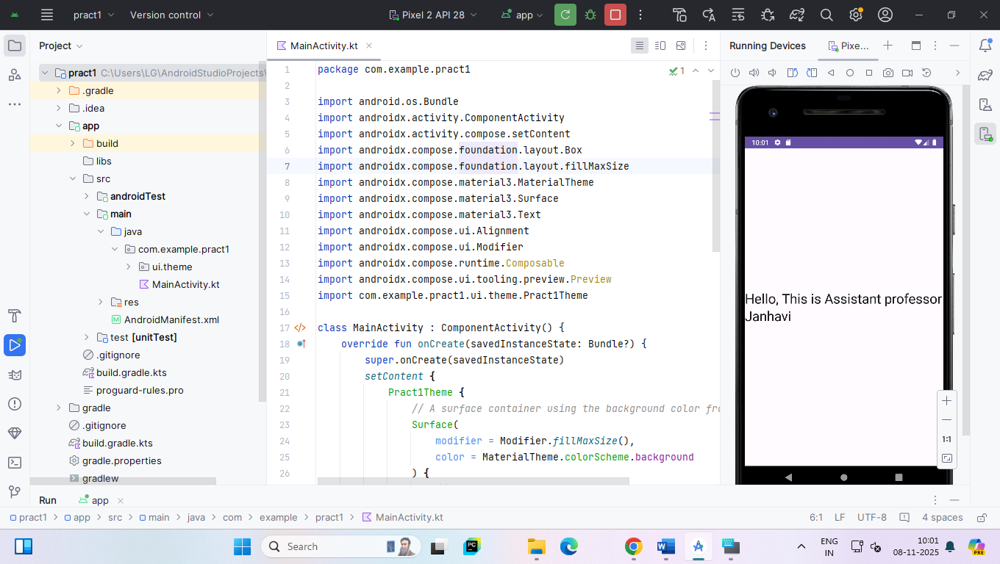 pract1 Version control Pixel 2 API 28 app
Project
MainActivity.kt
Running Devices Pixe...
pract1 C:\Users\LG\AndroidStudioProjects\
.gradle
.idea
app
build
libs
src
androidTest
main
java
com.example.pract1
ui.theme
MainActivity.kt
res
AndroidManifest.xml
test [unitTest]
.gitignore
build.gradle.kts
proguard-rules.pro
gradle
.gitignore
build.gradle.kts
gradle.properties
gradlew
1
1 package com.example.pract1
2
3 import android.os.Bundle
4 import androidx.activity.ComponentActivity
5 import androidx.activity.compose.setContent
6 import androidx.compose.foundation.layout.Box
7 import androidx.compose.foundation.layout.fillMaxSize
8 import androidx.compose.material3.MaterialTheme
9 import androidx.compose.material3.Surface
10 import androidx.compose.material3.Text
11 import androidx.compose.ui.Alignment
12 import androidx.compose.ui.Modifier
13 import androidx.compose.runtime.Composable
14 import androidx.compose.ui.tooling.preview.Preview
15 import com.example.pract1.ui.theme.Pract1Theme
16
17 class MainActivity : ComponentActivity() {
18 override fun onCreate(savedInstanceState: Bundle?) {
19 super.onCreate(savedInstanceState)
20 setContent {
21 Pract1Theme {
22 // A surface container using the background color fro
23 Surface(
24 modifier = Modifier.fillMaxSize(),
25 color = MaterialTheme.colorScheme.background
26 ) {
10:01
Hello, This is Assistant professor
Janhavi
1:1
Run app
pract1 app src main java com example pract1 MainActivity.kt 6:1 LF UTF-8 4 spaces
Search
PC
W
ENG
IN
10:01
08-11-2025
PRE